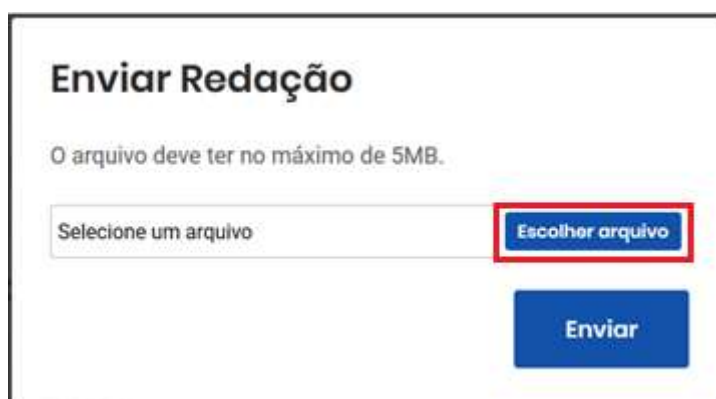 Enviar Redação
O arquivo deve ter no máximo de 5MB.
Selecione um arquivo
Escolher arquivo
Enviar